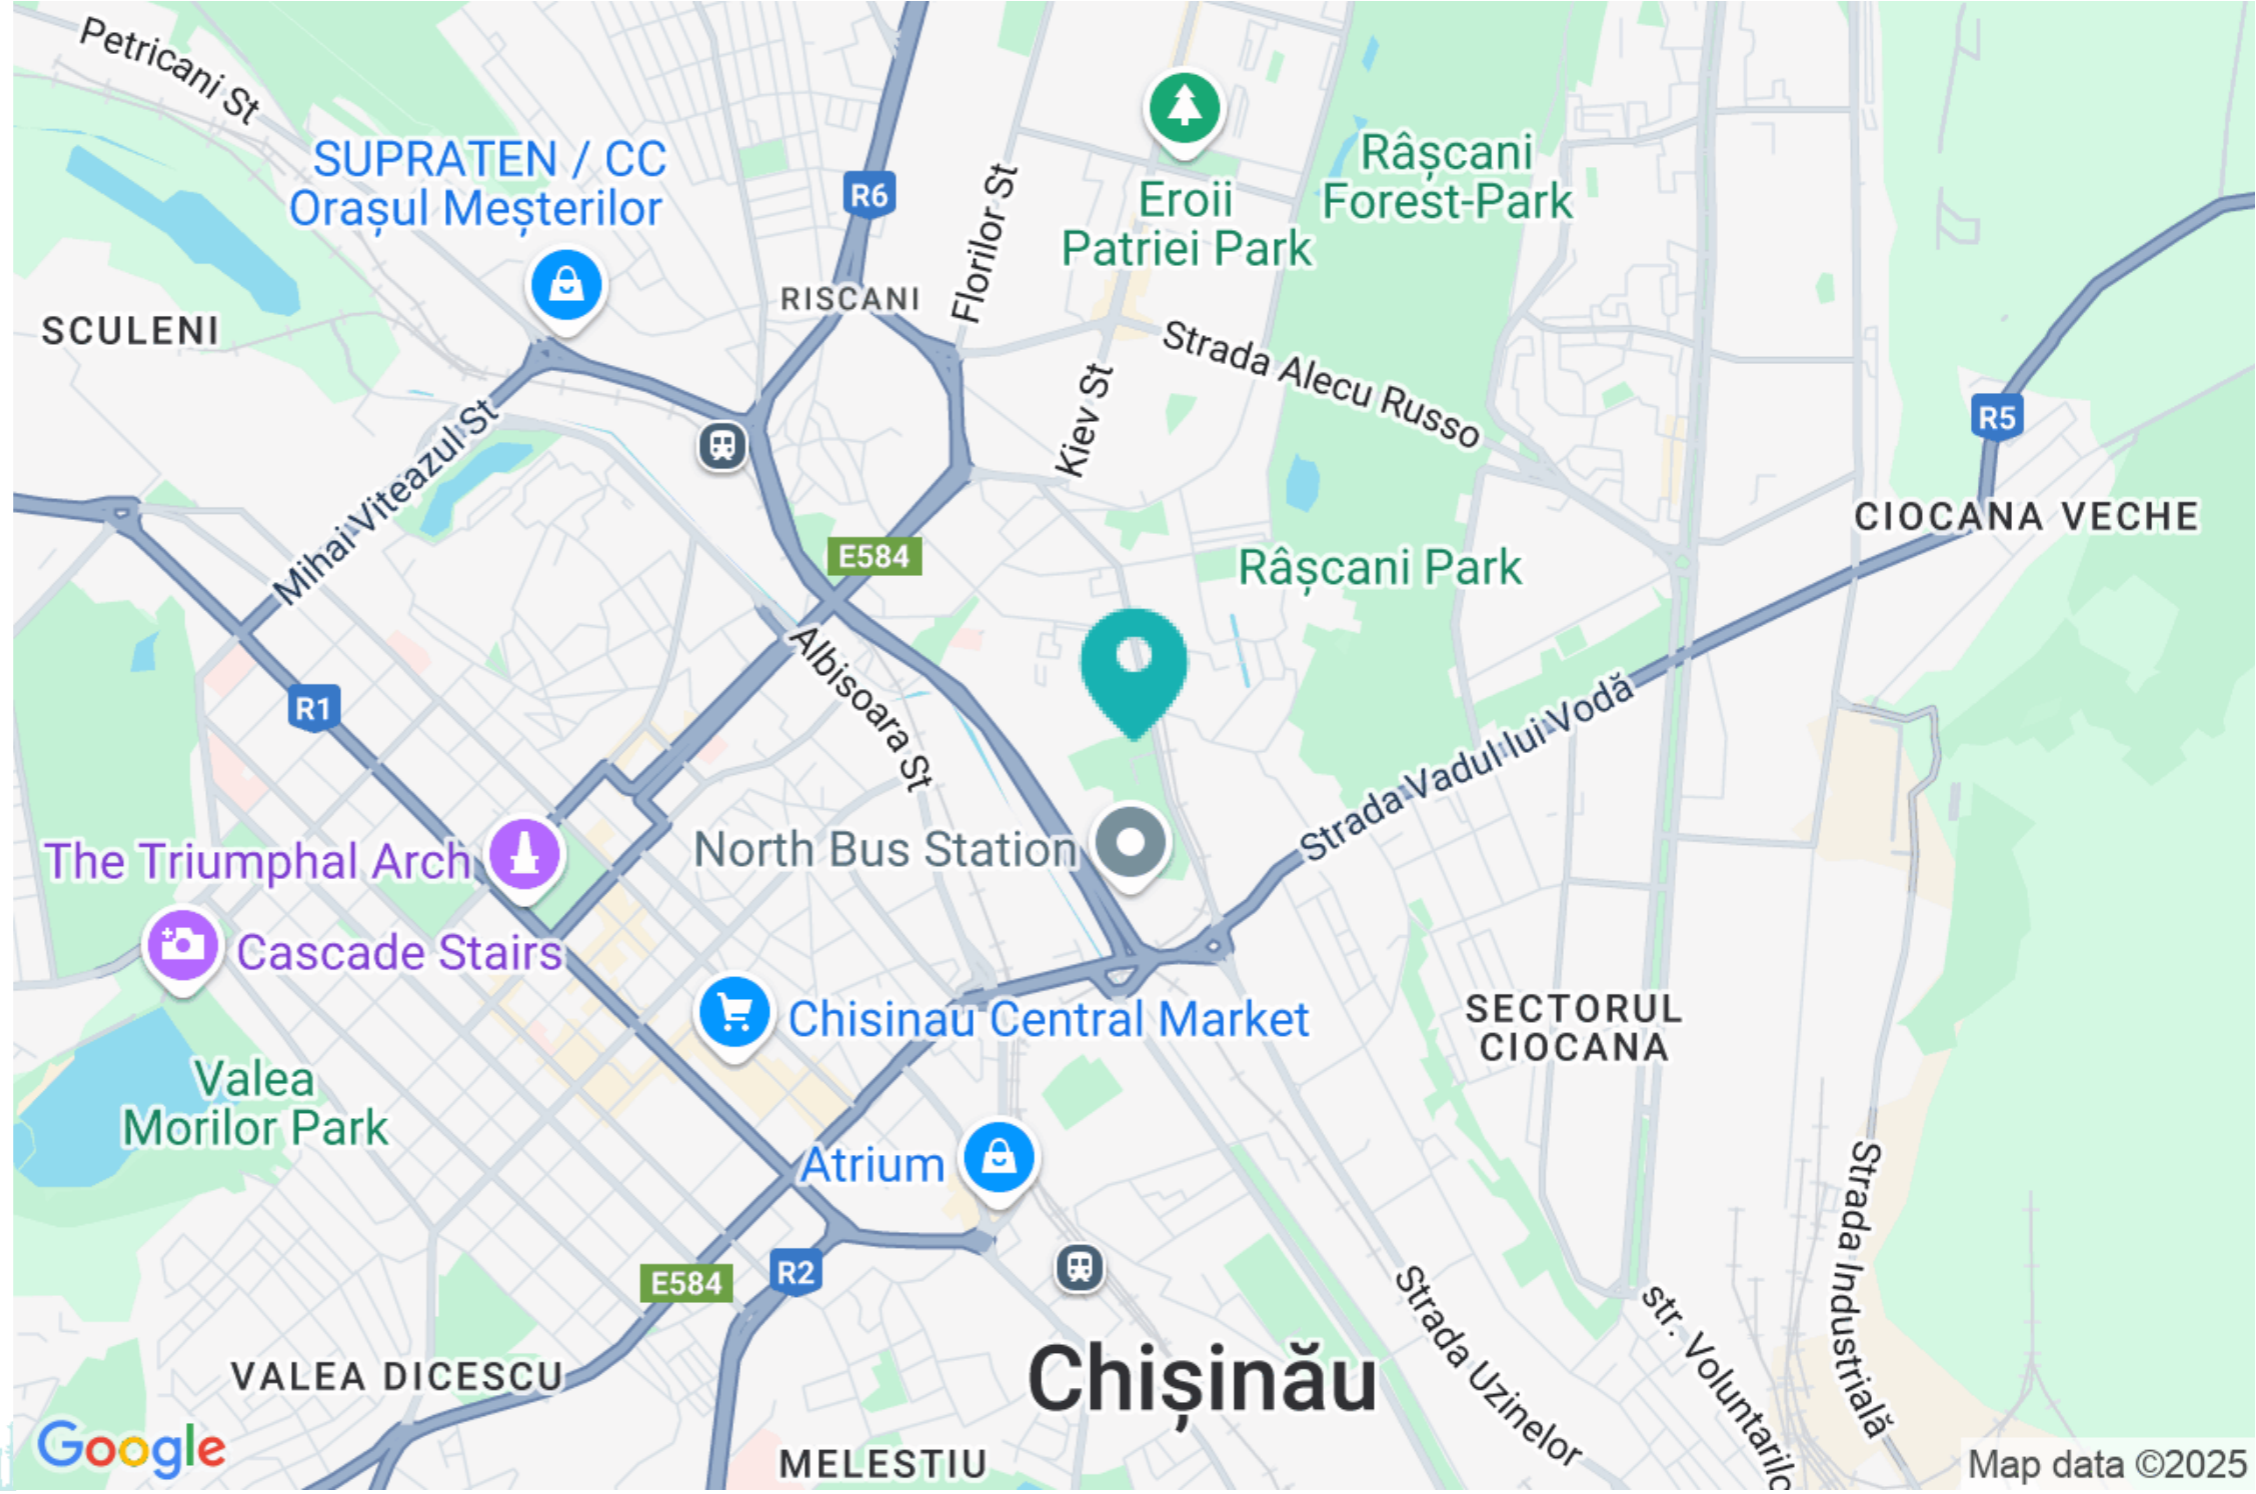 Petricani St
SUPRATEN / CC
Orașul Meșterilor
R6
Florilor St
Eroii
Patriei Park
Râșcani
Forest-Park
RISCANI
SCULENI
Strada Alecu Russo
Kiev St
R5
Mihai Viteazul St
CIOCANA VECHE
E584
Râșcani Park
Albisoara St
R1
Strada Vadul lui Vodă
The Triumphal Arch
North Bus Station
Cascade Stairs
Chisinau Central Market
SECTORUL
CIOCANA
Valea
Morilor Park
Atrium
Strada Industrială
E584
R2
Strada Uzinelor
str. Voluntarilo
Chișinău
VALEA DICESCU
MELESTIU
Google
Map data ©2025